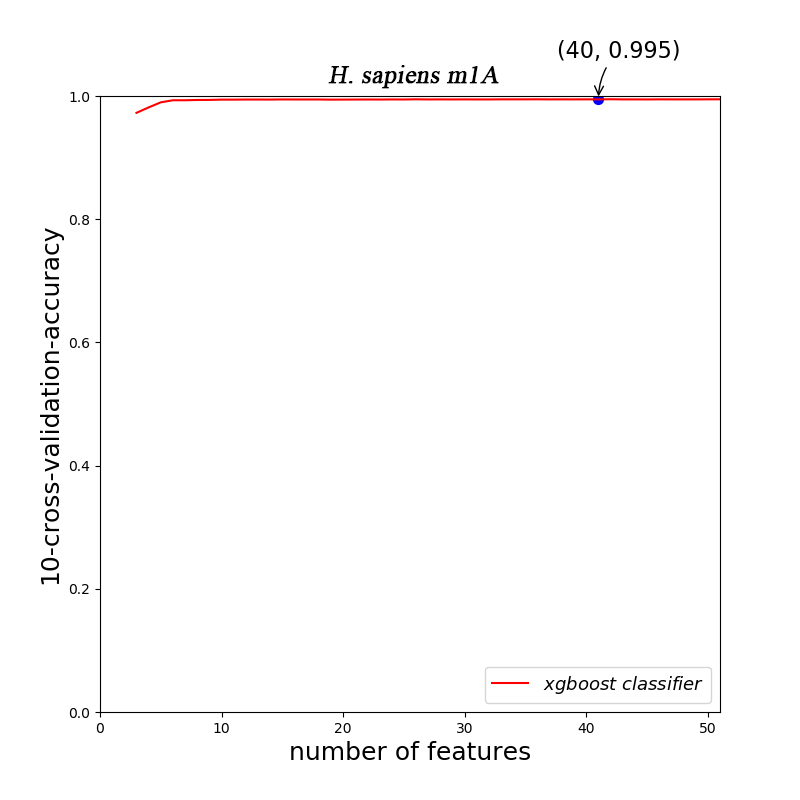 (40, 0.995)
H. sapiens m1A
1.0
0.8
0.6
0.4
0.2
0.0
10-cross-validation-accuracy
xgboost classifier
0 10 20 30 40 50
number of features